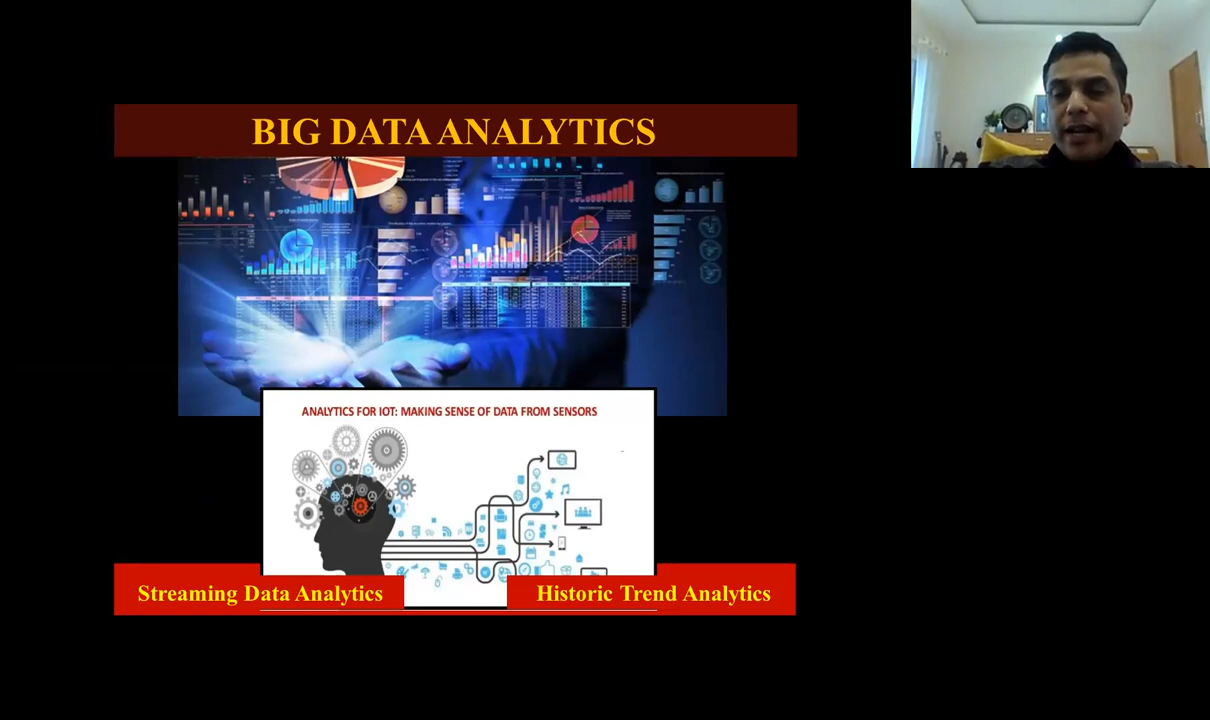 BIG DATA ANALYTICS
ANALYTICS FOR IOT: MAKING SENSE OF DATA FROM SENSORS
Streaming Data Analytics
Historic Trend Analytics